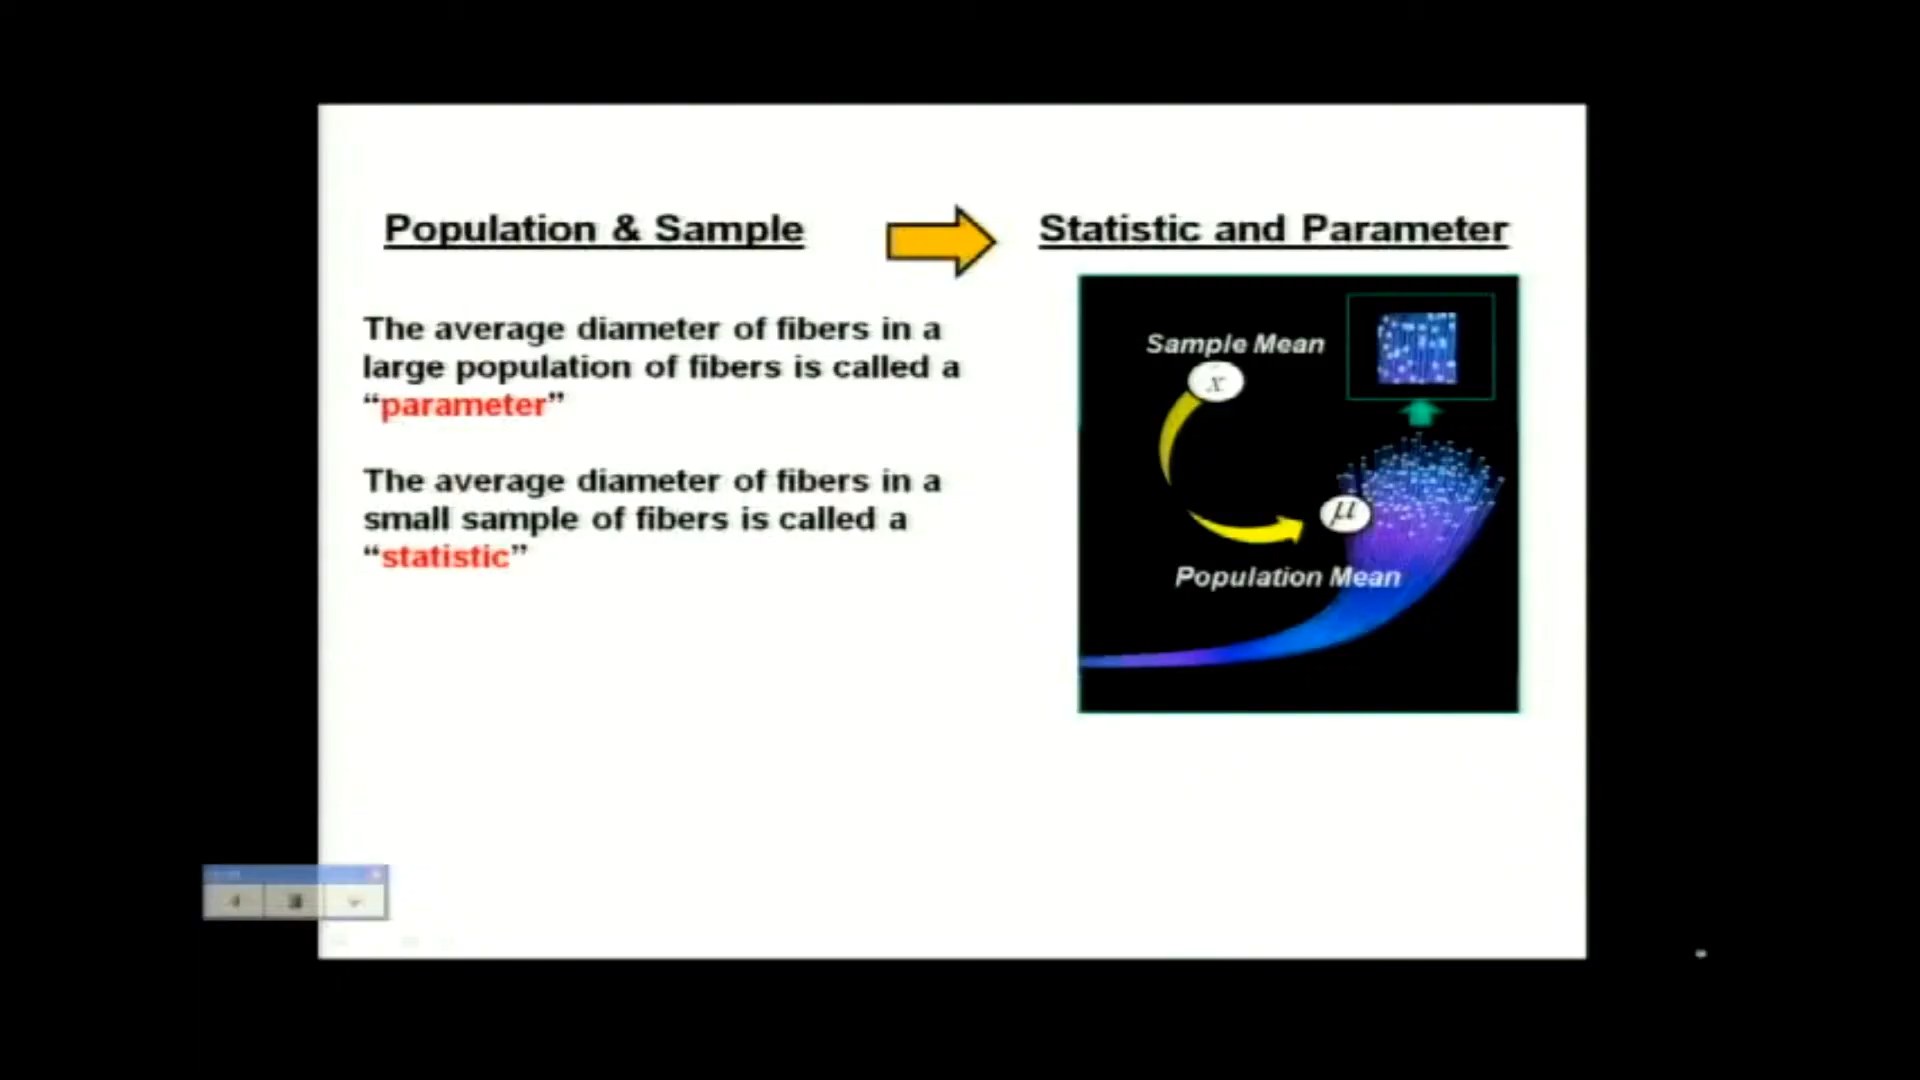 Population & Sample
Statistic and Parameter
The average diameter of fibers in a
large population of fibers is called a
“parameter”
The average diameter of fibers in a
small sample of fibers is called a
“statistic”
Sample Mean
x
μ
Population Mean